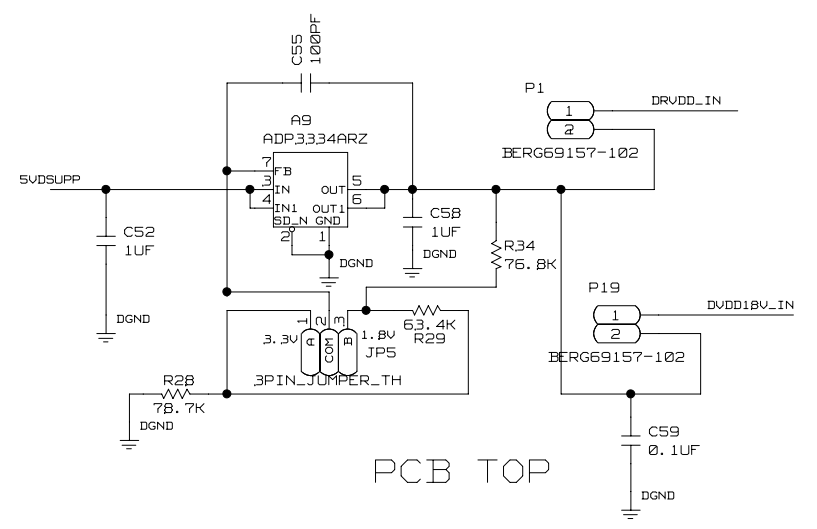 C55
100PF
P1
DRVDD_IN
1
2
BERG69157-102
A9
ADP3334ARZ
7
FB
5VDSUPP
3
IN
OUT
5
4
IN1
OUT1
6
SD_N
GND
2
1
DGND
C52
1UF
DGND
C58
1UF
DGND
R34
76.8K
P19
DVDD18V_IN
1
2
BERG69157-102
1
2
3
3.3V
A
COM
B
1.8V
JP5
63.4K
R29
3PIN_JUMPER_TH
R28
78.7K
DGND
C59
0.1UF
DGND
PCB TOP